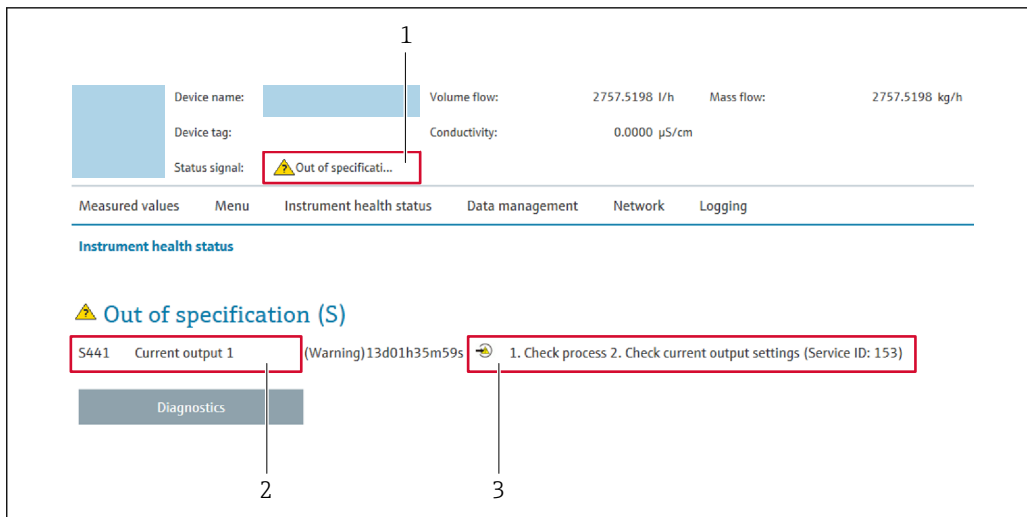 1
Device name: Volume flow: 2757.5198 l/h Mass flow: 2757.5198 kg/h
Device tag: Conductivity: 0.0000 µS/cm
Status signal: Out of specificati...
Measured values Menu Instrument health status Data management Network Logging
Instrument health status
Out of specification (S)
S441 Current output 1 (Warning)13d01h35m59s 1. Check process 2. Check current output settings (Service ID: 153)
Diagnostics
2 3